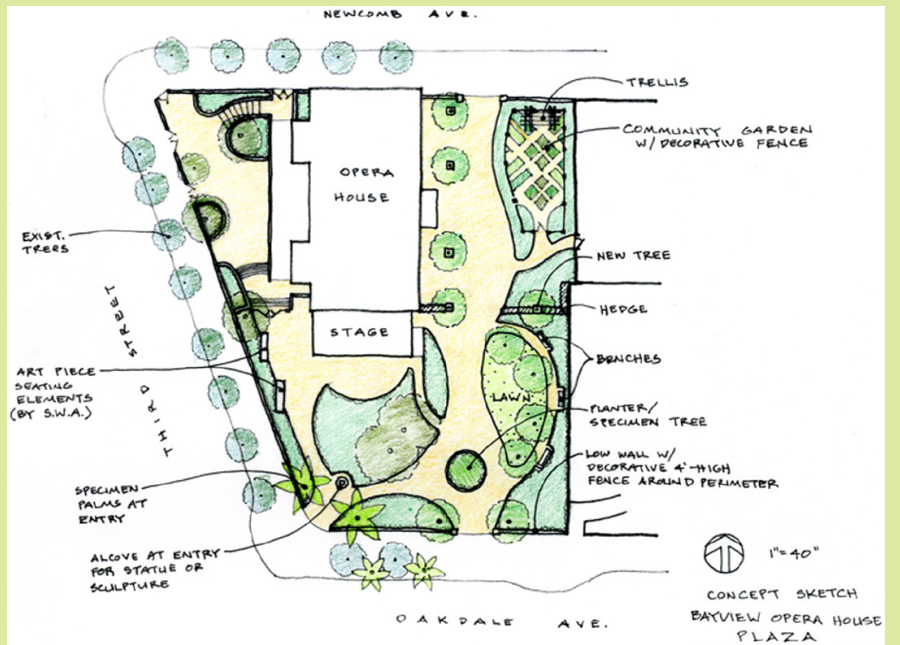 NEWCOMB AVE.
TRELLIS
COMMUNITY GARDEN
W/DECORATIVE FENCE
OPERA
HOUSE
EXIST.
TREES
NEW TREE
HEDGE
THIRD STREET
STAGE
BENCHES
ART PIECE
SEATING
ELEMENTS
(BY S.W.A.)
LAWN
PLANTER/
SPECIMEN TREE
LOW WALL W/
DECORATIVE 4'-HIGH
FENCE AROUND PERIMETER
SPECIMEN
PALMS AT
ENTRY
ALCOVE AT ENTRY
FOR STATUE OR
SCULPTURE
1"=40"
CONCEPT SKETCH
BAYVIEW OPERA HOUSE
PLAZA
OAKDALE AVE.